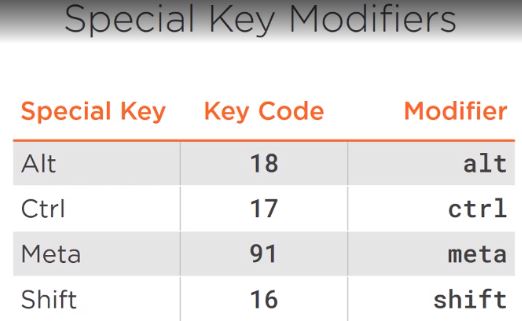 Special Key Modifiers
Special Key Key Code Modifier
Alt 18 alt
Ctrl 17 ctrl
Meta 91 meta
Shift 16 shift